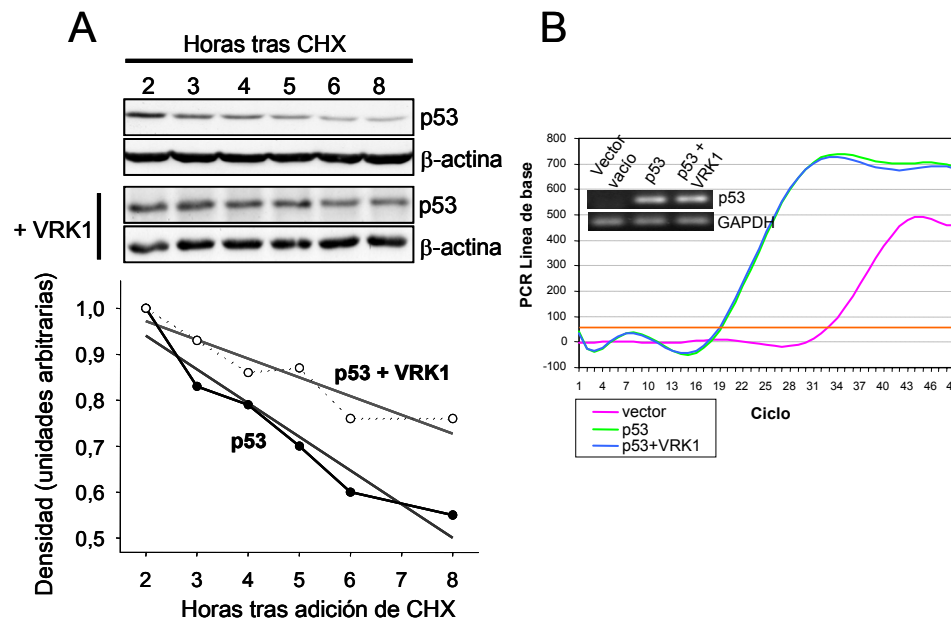 A
Horas tras CHX
2 3 4 5 6 8
p53
β-actina
+ VRK1
p53
β-actina
Densidad (unidades arbitrarias)
1,0
0,9
0,8
0,7
0,6
0,5
p53 + VRK1
p53
2 3 4 5 6 7 8
Horas tras adición de CHX
B
PCR Linea de base
800
700
600
500
400
300
200
100
0
-100
Vector
vacío
p53
p53 +
VRK1
p53
GAPDH
1 4 7 10 13 16 19 22 25 28 31 34 37 40 43 46
Ciclo
vector
p53
p53+VRK1